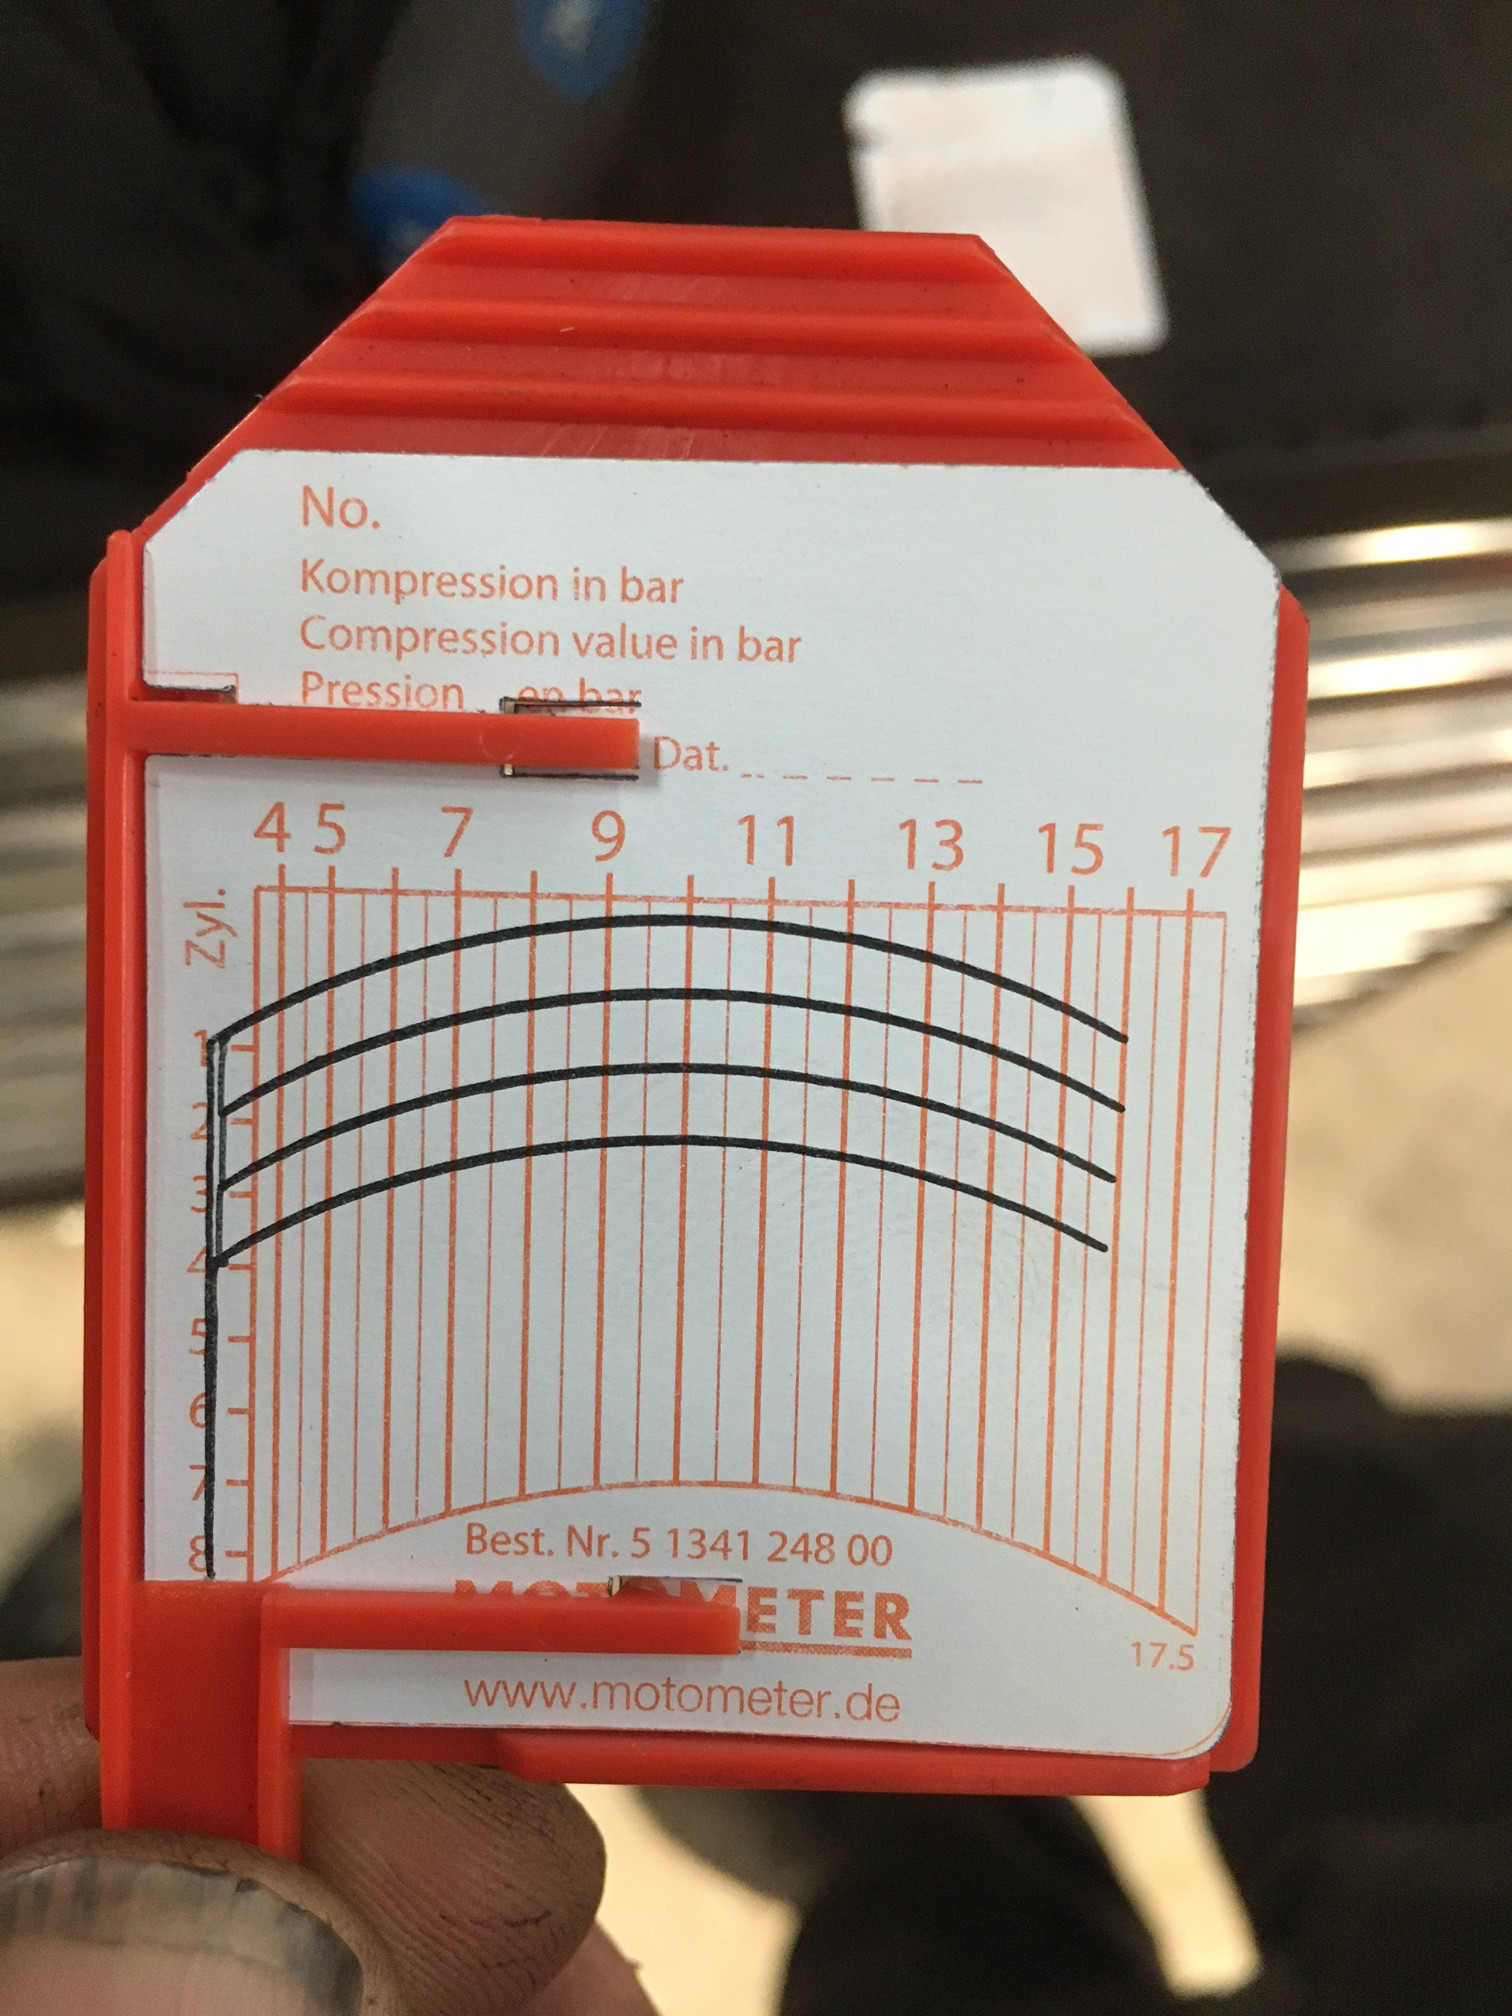 No.
Kompression in bar
Compression value in bar
Pression en bar
Dat.
4 5 7 9 11 13 15 17
Zyl.
1
2
3
4
5
6
7
8
Best. Nr. 5 1341 248 00
MOTOMETER
17.5
www.motometer.de